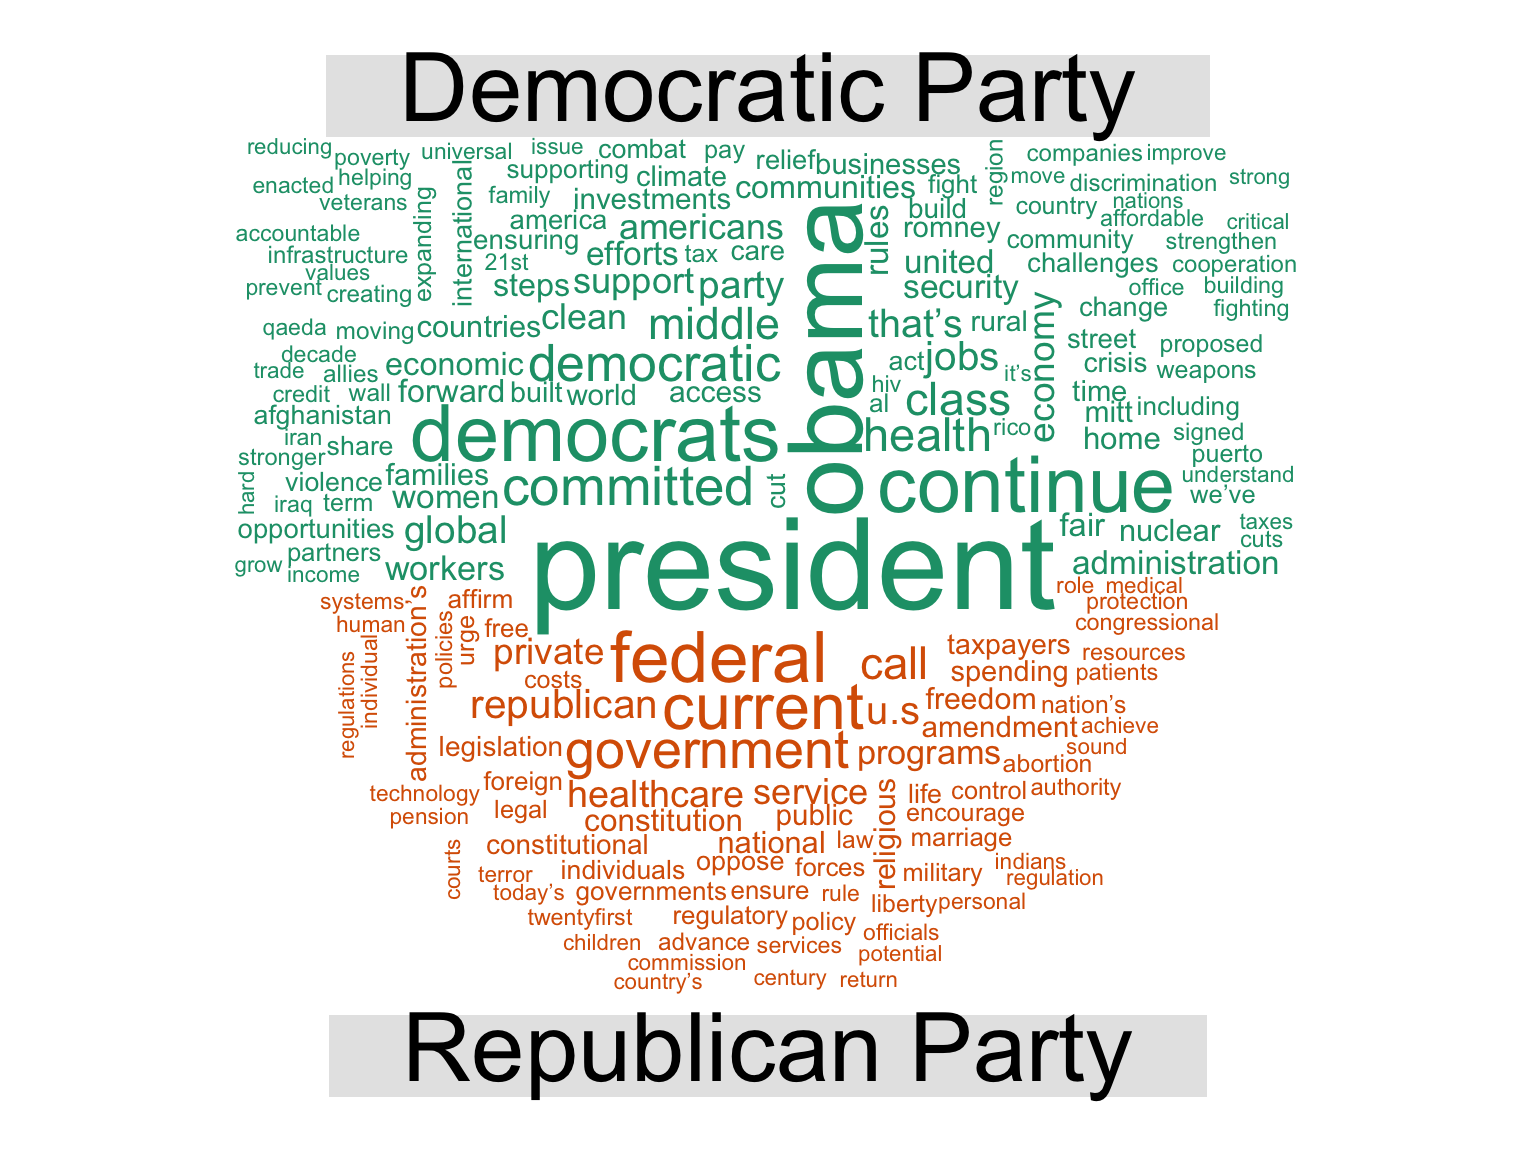 Democratic Party
reducing poverty universal issue combat pay relief businesses region companies improve
enacted helping international supporting climate communities fight move discrimination strong
veterans expanding family investments americans obama rules build country nations affordable critical
accountable america romney community strengthen
infrastructure ensuring efforts tax care united challenges cooperation
values 21st steps support party security office building
prevent creating change fighting
qaeda moving countries clean middle that’s rural economy street proposed
decade economic democratic act jobs it’s crisis weapons
trade allies hiv time
credit wall forward built world access al class mitt including
afghanistan democrats health rico home signed
iran share puerto
stronger families continue understand
hard violence women committed cut we’ve
iraq term
opportunities global president fair nuclear taxes
partners cuts
grow income workers administration
systems affirm role medical
human administration’s policies urge free protection
congressional
regulations individual private federal call taxpayers resources
costs spending patients
republican current u.s freedom nation’s
amendment achieve
legislation government programs sound
abortion
foreign healthcare service religious life control authority
technology
pension legal constitution public encourage
courts constitutional national law marriage
terror individuals oppose forces military indians
today’s governments ensure rule regulation
liberty personal
twentyfirst regulatory policy officials
children advance services potential
commission
country’s century return
Republican Party